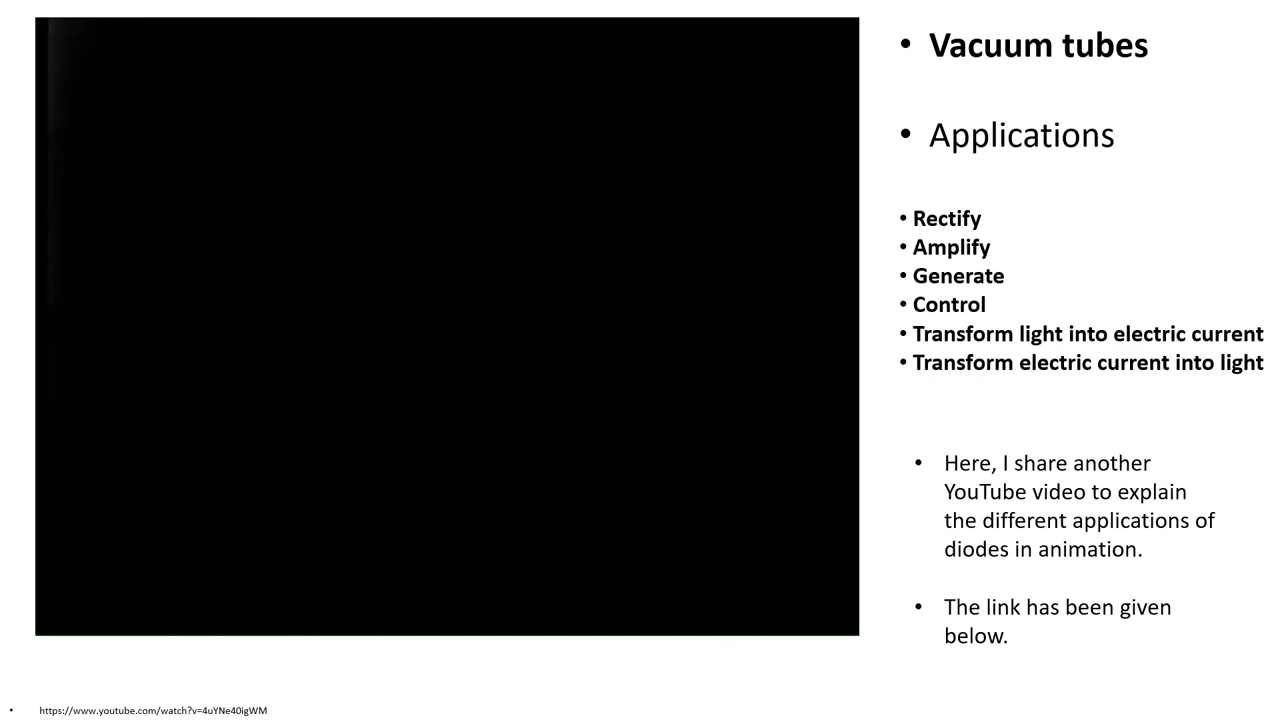 • Vacuum tubes
• Applications
• Rectify
• Amplify
• Generate
• Control
• Transform light into electric current
• Transform electric current into light
• Here, I share another
YouTube video to explain
the different applications of
diodes in animation.
• The link has been given
below.
• https://www.youtube.com/watch?v=4uYNe40igWM